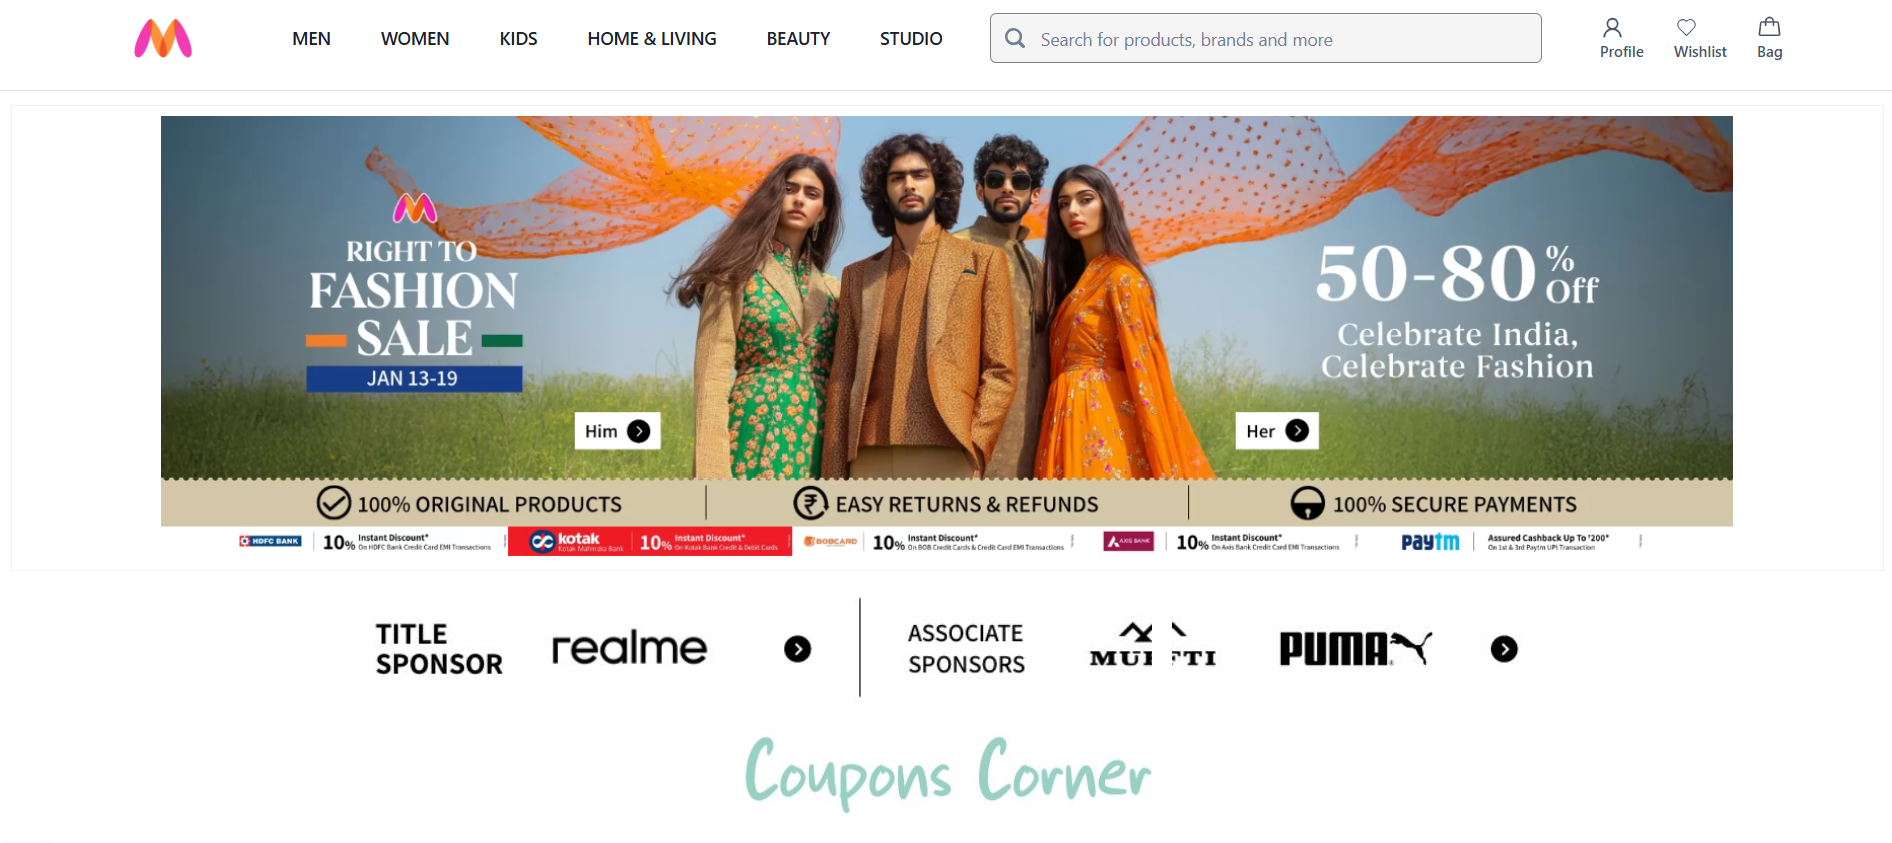 MEN
WOMEN
KIDS
HOME & LIVING
BEAUTY
STUDIO
Search for products, brands and more
Profile
Wishlist
Bag
RIGHT TO
FASHION
SALE
JAN 13-19
50-80% Off
Celebrate India,
Celebrate Fashion
Him
Her
100% ORIGINAL PRODUCTS
EASY RETURNS & REFUNDS
100% SECURE PAYMENTS
HDFC BANK
10% Instant Discount*
On HDFC Bank Credit Card EMI Transactions
kotak
Kotak Mahindra Bank
10% Instant Discount*
On Kotak Bank Credit & Debit Cards
BOBCARD
10% Instant Discount*
On BOB Credit Cards & Credit Card EMI Transactions
AXIS BANK
10% Instant Discount*
On Axis Bank Credit Card EMI Transactions
paytm
Assured Cashback Up To ₹200*
On 1st & 3rd Paytm UPI Transaction
TITLE
SPONSOR
realme
ASSOCIATE
SPONSORS
PUMA
Coupons Corner